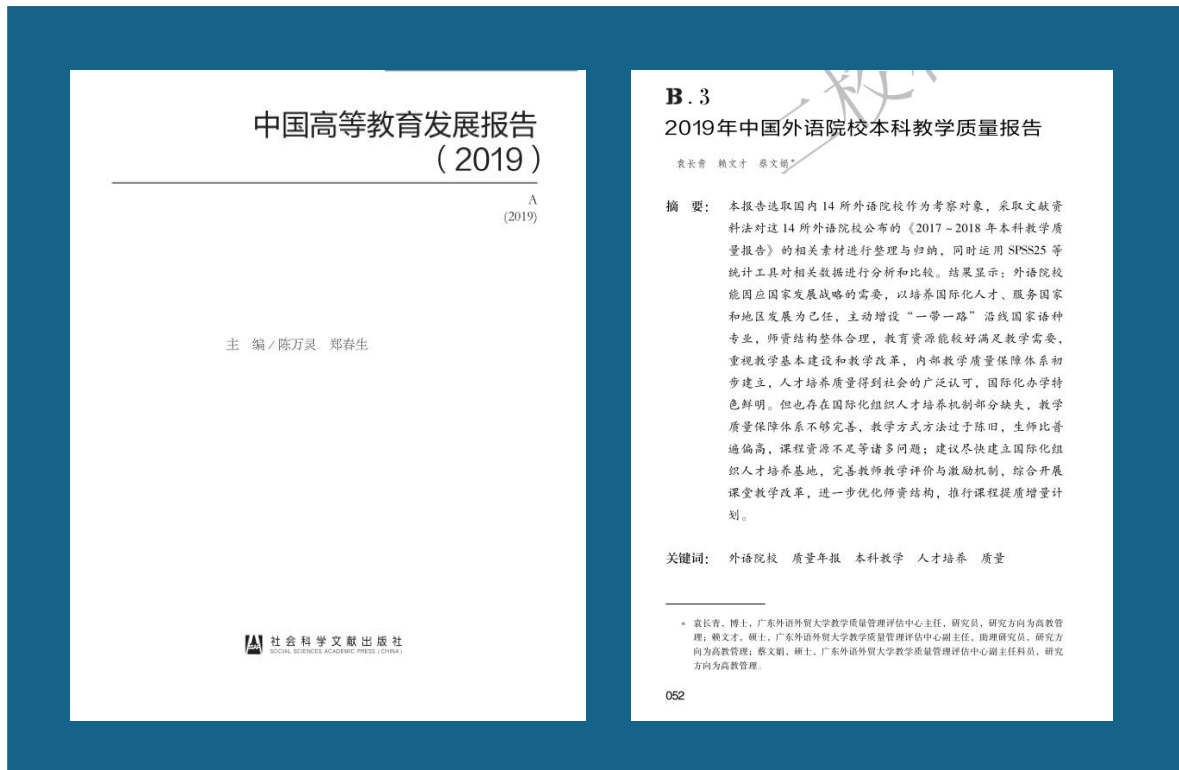 中国高等教育发展报告
（2019）
A
(2019)
主　编／陈万灵　郑春生
社会科学文献出版社
SOCIAL SCIENCES ACADEMIC PRESS (CHINA)
二校
B.3
2019年中国外语院校本科教学质量报告
袁长青　赖文才　蔡文娟*
摘　要：　本报告选取国内 14 所外语院校作为考察对象，采取文献资
料法对这 14 所外语院校公布的《2017～2018 年本科教学质
量报告》的相关素材进行整理与归纳，同时运用 SPSS25 等
统计工具对相关数据进行分析和比较。结果显示：外语院校
能因应国家发展战略的需要，以培养国际化人才、服务国家
和地区发展为己任，主动增设“一带一路”沿线国家语种
专业，师资结构整体合理，教育资源能较好满足教学需要，
重视教学基本建设和教学改革，内部教学质量保障体系初
步建立，人才培养质量得到社会的广泛认可，国际化办学特
色鲜明。但也存在国际化组织人才培养机制部分缺失，教学
质量保障体系不够完善，教学方式方法过于陈旧，生师比普
遍偏高，课程资源不足等诸多问题；建议尽快建立国际化组
织人才培养基地，完善教师教学评价与激励机制，综合开展
课堂教学改革，进一步优化师资结构，推行课程提质增量计
划。
关键词：　外语院校　质量年报　本科教学　人才培养　质量
* 袁长青，博士，广东外语外贸大学教学质量管理评估中心主任，研究员，研究方向为高教管
理；赖文才，硕士，广东外语外贸大学教学质量管理评估中心副主任，助理研究员，研究方
向为高教管理；蔡文娟，硕士，广东外语外贸大学教学质量管理评估中心副主任科员，研究
方向为高教管理。
052